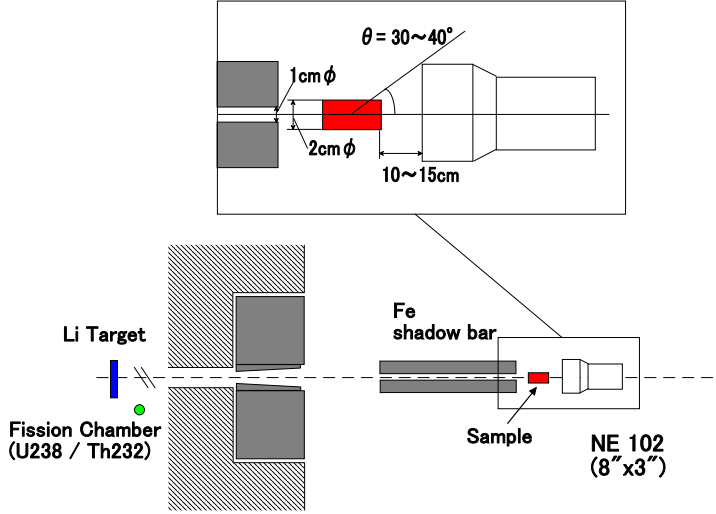 θ = 30～40°
1cmφ
2cmφ
10～15cm
Fe
shadow bar
Li Target
Fission Chamber
(U238 / Th232)
Sample
NE 102
(8"x3")